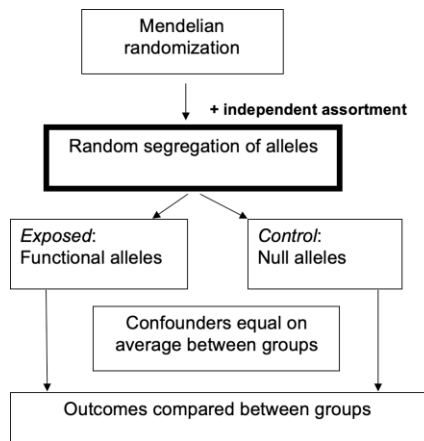 Mendelian
randomization
+ independent assortment
Random segregation of alleles
Exposed:
Functional alleles
Control:
Null alleles
Confounders equal on
average between groups
Outcomes compared between groups